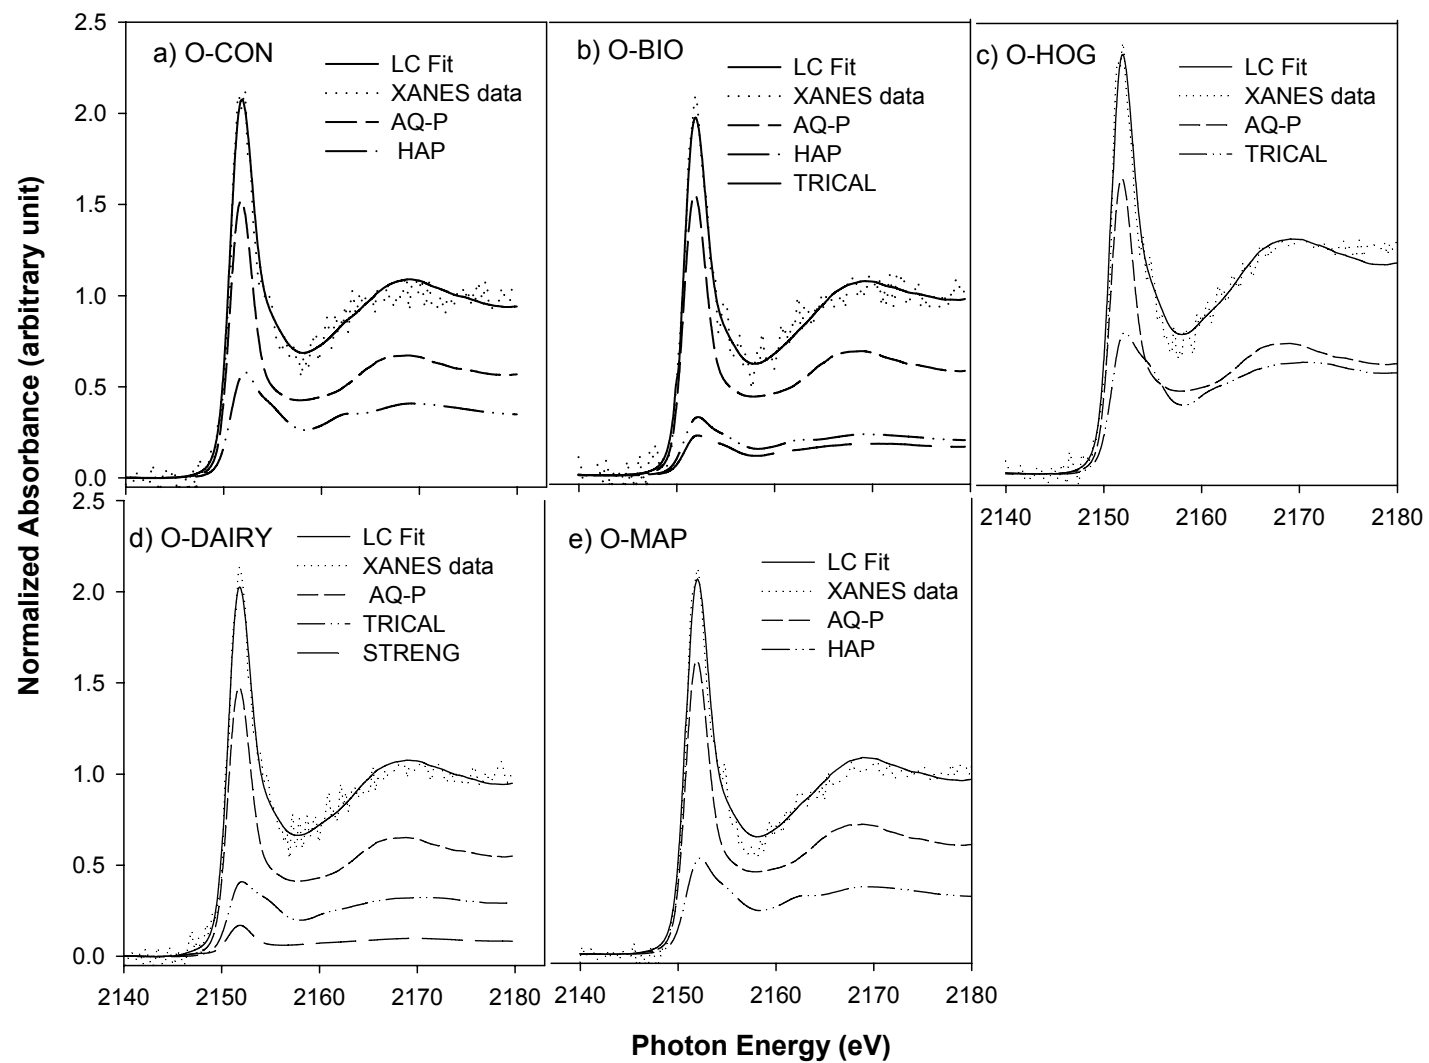 2.5
2.0
1.5
1.0
0.5
0.0
a) O-CON
LC Fit
XANES data
AQ-P
HAP
b) O-BIO
LC Fit
XANES data
AQ-P
HAP
TRICAL
c) O-HOG
LC Fit
XANES data
AQ-P
TRICAL
2140 2150 2160 2170 2180
Normalized Absorbance (arbitrary unit)
2.5
2.0
1.5
1.0
0.5
0.0
d) O-DAIRY
LC Fit
XANES data
AQ-P
TRICAL
STRENG
2140 2150 2160 2170 2180
e) O-MAP
LC Fit
XANES data
AQ-P
HAP
2140 2150 2160 2170 2180
Photon Energy (eV)